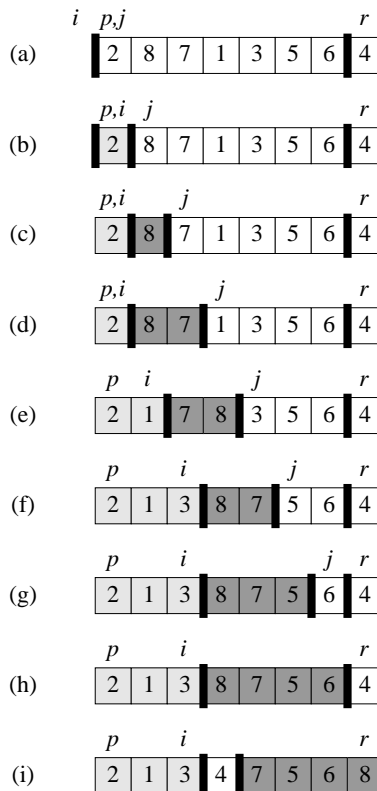 i p,j r
(a) 2 8 7 1 3 5 6 4
p,i j r
(b) 2 8 7 1 3 5 6 4
p,i j r
(c) 2 8 7 1 3 5 6 4
p,i j r
(d) 2 8 7 1 3 5 6 4
p i j r
(e) 2 1 7 8 3 5 6 4
p i j r
(f) 2 1 3 8 7 5 6 4
p i j r
(g) 2 1 3 8 7 5 6 4
p i r
(h) 2 1 3 8 7 5 6 4
p i r
(i) 2 1 3 4 7 5 6 8